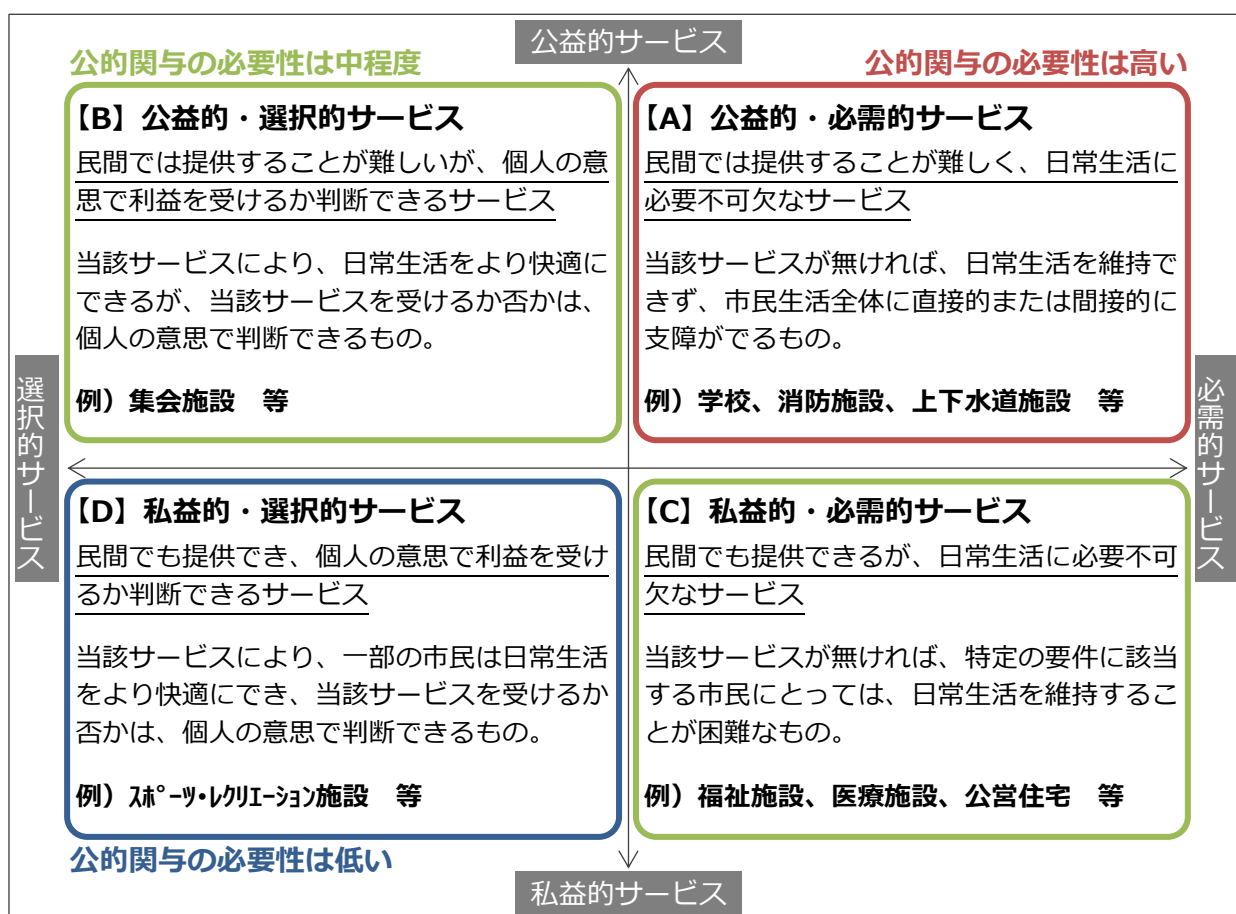 公益的サービス
公的関与の必要性は中程度
公的関与の必要性は高い
【B】公益的・選択的サービス
民間では提供することが難しいが、個人の意
思で利益を受けるか判断できるサービス
当該サービスにより、日常生活をより快適に
できるが、当該サービスを受けるか否かは、
個人の意思で判断できるもの。
例）集会施設　等
【A】公益的・必需的サービス
民間では提供することが難しく、日常生活に
必要不可欠なサービス
当該サービスが無ければ、日常生活を維持で
きず、市民生活全体に直接的または間接的に
支障がでるもの。
例）学校、消防施設、上下水道施設　等
選択的サービス
必需的サービス
【D】私益的・選択的サービス
民間でも提供でき、個人の意思で利益を受け
るか判断できるサービス
当該サービスにより、一部の市民は日常生活
をより快適にでき、当該サービスを受けるか
否かは、個人の意思で判断できるもの。
例）ｽﾎﾟｰﾂ・ﾚｸﾘｴｰｼｮﾝ施設　等
【C】私益的・必需的サービス
民間でも提供できるが、日常生活に必要不可
欠なサービス
当該サービスが無ければ、特定の要件に該当
する市民にとっては、日常生活を維持するこ
とが困難なもの。
例）福祉施設、医療施設、公営住宅　等
公的関与の必要性は低い
私益的サービス